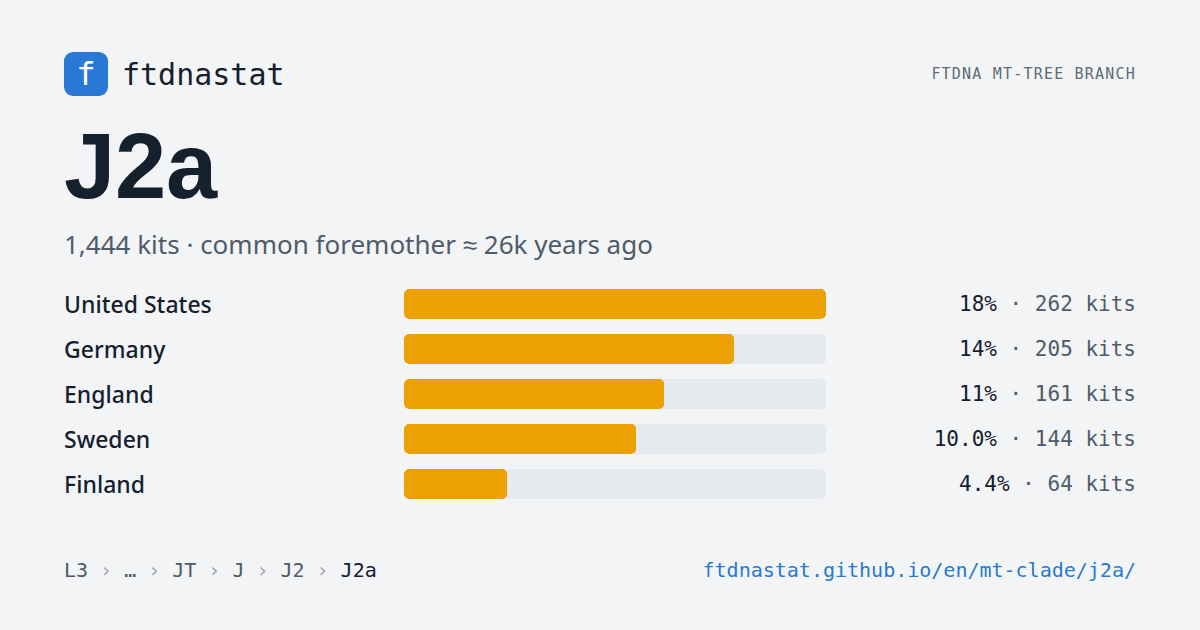 f ftdnastat
FTDNA MT-TREE BRANCH
J2a
1,444 kits · common foremother ≈ 26k years ago
United States 18% · 262 kits
Germany 14% · 205 kits
England 11% · 161 kits
Sweden 10.0% · 144 kits
Finland 4.4% · 64 kits
L3 › … › JT › J › J2 › J2a
ftdnastat.github.io/en/mt-clade/j2a/